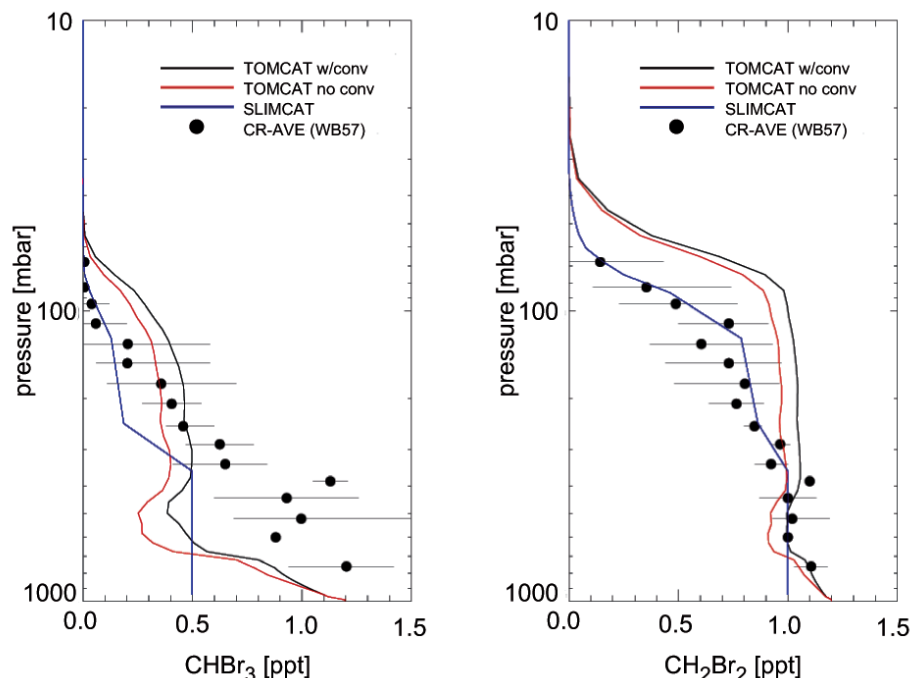 10
TOMCAT w/conv
TOMCAT no conv
SLIMCAT
CR-AVE (WB57)
pressure [mbar]
100
1000
0.0 0.5 1.0 1.5
CHBr3 [ppt]
10
TOMCAT w/conv
TOMCAT no conv
SLIMCAT
CR-AVE (WB57)
pressure [mbar]
100
1000
0.0 0.5 1.0 1.5
CH2Br2 [ppt]